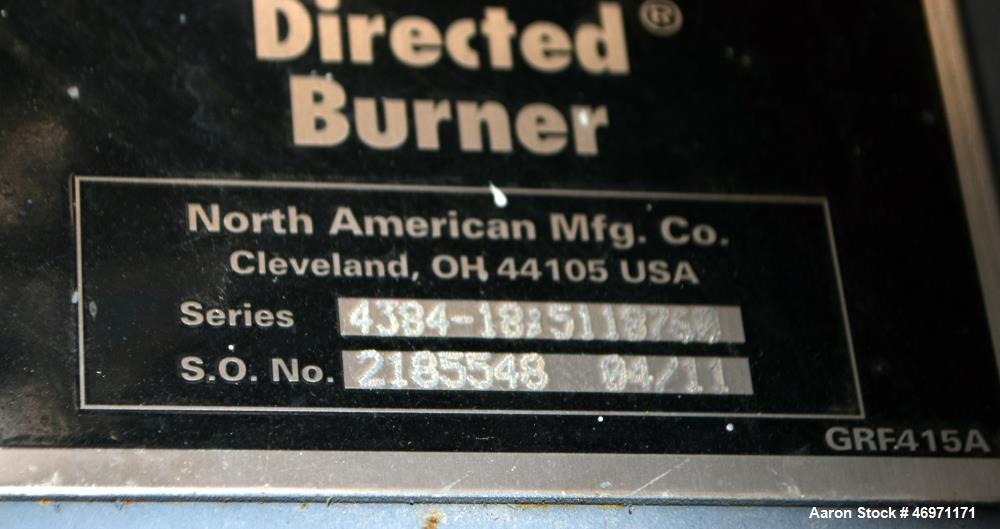 Directed®
Burner
North American Mfg. Co.
Cleveland, OH 44105 USA
Series 4384-18:5118760
S.O. No. 2185548 04/11
GRF415A
Aaron Stock # 46971171